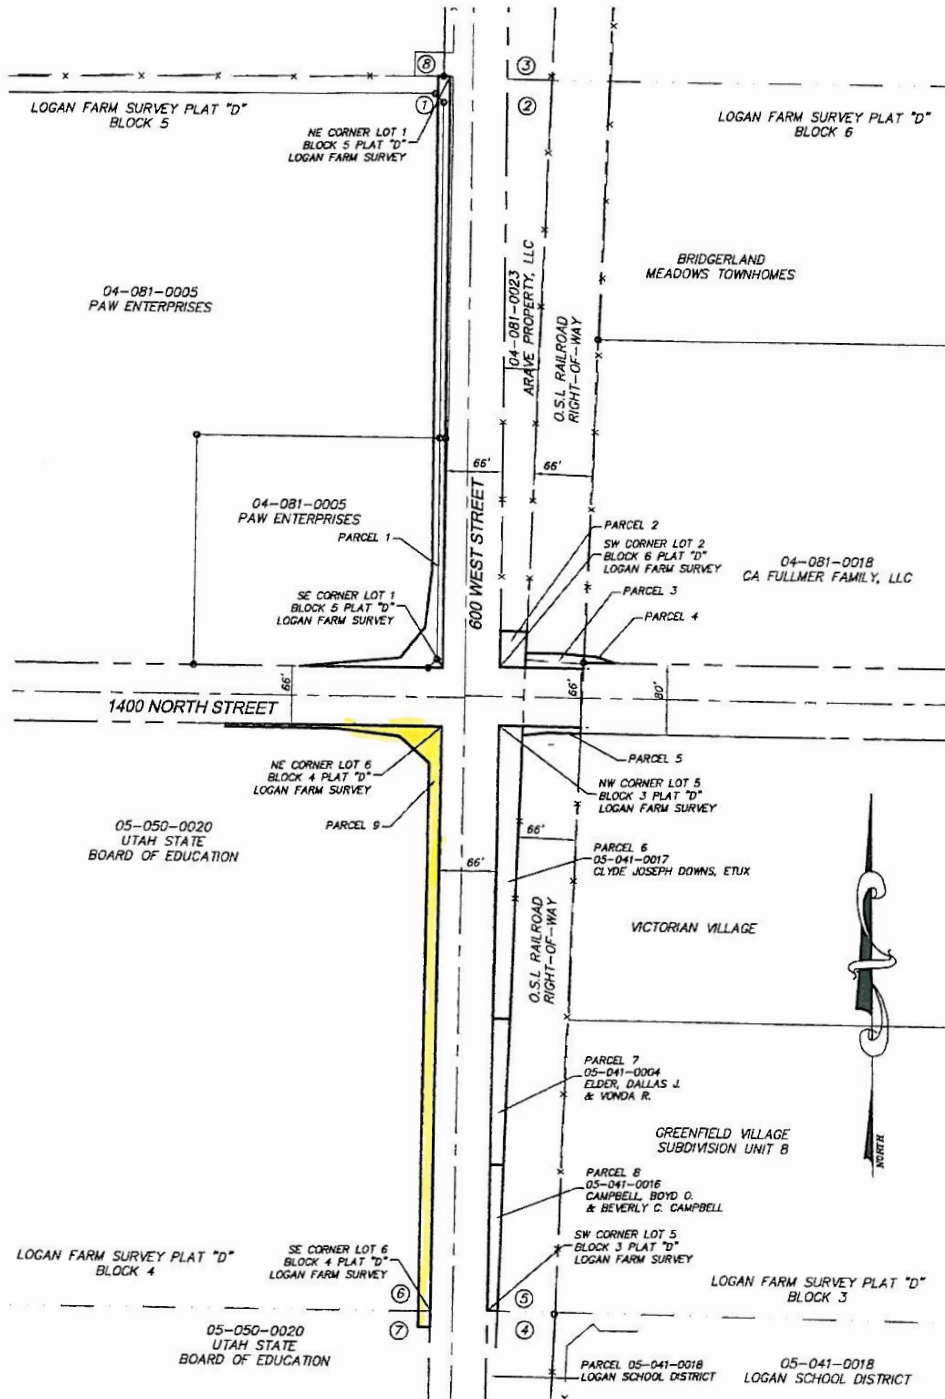 8
3
1
2
LOGAN FARM SURVEY PLAT "D"
BLOCK 5
NE CORNER LOT 1
BLOCK 5 PLAT "D"
LOGAN FARM SURVEY
LOGAN FARM SURVEY PLAT "D"
BLOCK 6
04-081-0005
PAW ENTERPRISES
04-081-0023
ARAVE PROPERTY, LLC
O.S.L RAILROAD
RIGHT-OF-WAY
BRIDGERLAND
MEADOWS TOWNHOMES
66'
66'
04-081-0005
PAW ENTERPRISES
PARCEL 1
600 WEST STREET
PARCEL 2
SW CORNER LOT 2
BLOCK 6 PLAT "D"
LOGAN FARM SURVEY
PARCEL 3
PARCEL 4
04-081-0018
CA FULLMER FAMILY, LLC
SE CORNER LOT 1
BLOCK 5 PLAT "D"
LOGAN FARM SURVEY
66'
66'
80'
1400 NORTH STREET
NE CORNER LOT 6
BLOCK 4 PLAT "D"
LOGAN FARM SURVEY
PARCEL 5
NW CORNER LOT 5
BLOCK 3 PLAT "D"
LOGAN FARM SURVEY
PARCEL 9
05-050-0020
UTAH STATE
BOARD OF EDUCATION
66'
66'
PARCEL 6
05-041-0017
CLYDE JOSEPH DOWNS, ETUX
O.S.L RAILROAD
RIGHT-OF-WAY
VICTORIAN VILLAGE
PARCEL 7
05-041-0004
ELDER, DALLAS J.
& VONDA R.
GREENFIELD VILLAGE
SUBDIVISION UNIT 8
NORTH
PARCEL 8
05-041-0016
CAMPBELL, BOYD O.
& BEVERLY C. CAMPBELL
LOGAN FARM SURVEY PLAT "D"
BLOCK 4
SE CORNER LOT 6
BLOCK 4 PLAT "D"
LOGAN FARM SURVEY
SW CORNER LOT 5
BLOCK 3 PLAT "D"
LOGAN FARM SURVEY
LOGAN FARM SURVEY PLAT "D"
BLOCK 3
6
5
7
4
05-050-0020
UTAH STATE
BOARD OF EDUCATION
PARCEL 05-041-0018
LOGAN SCHOOL DISTRICT
05-041-0018
LOGAN SCHOOL DISTRICT